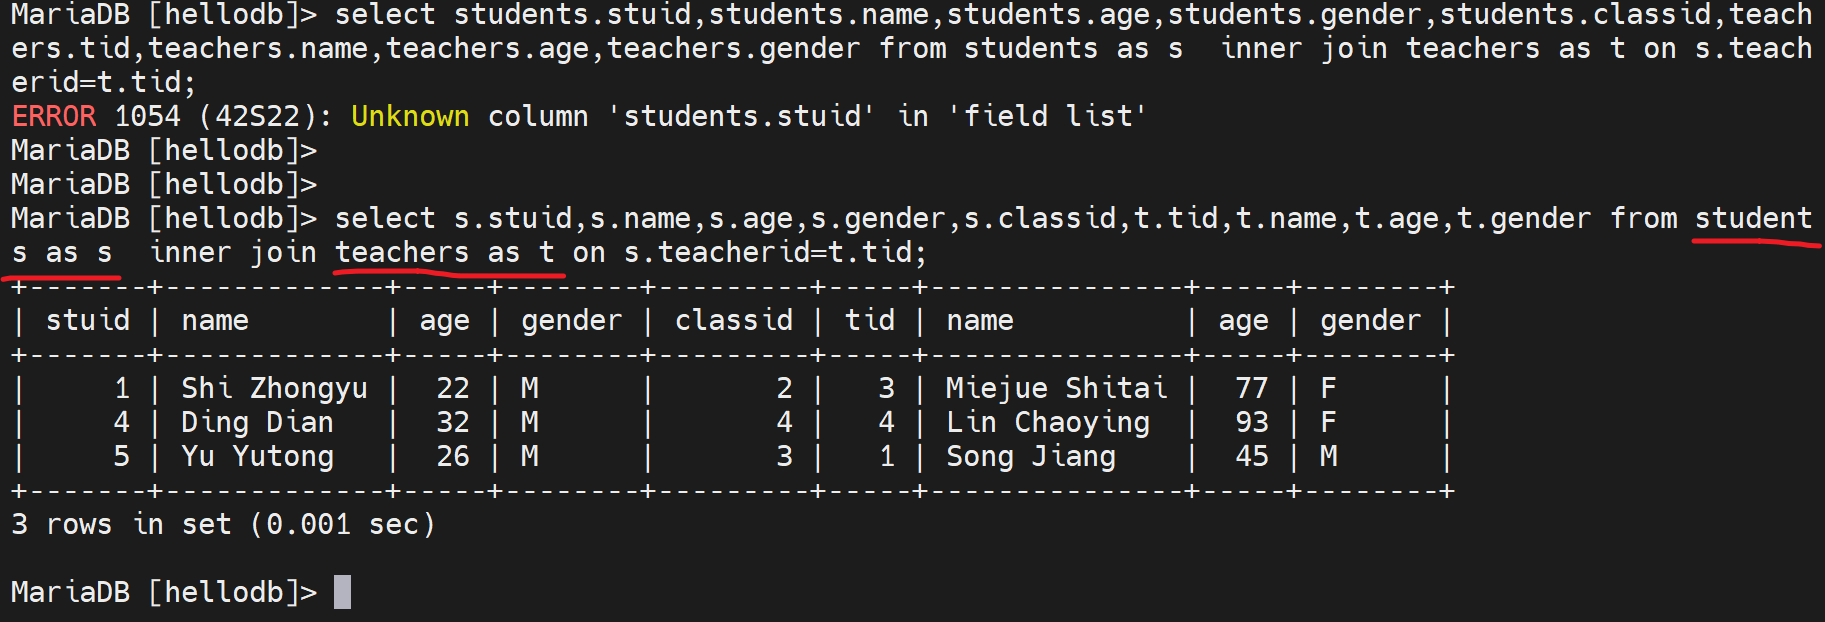 MariaDB [hellodb]> select students.stuid,students.name,students.age,students.gender,students.classid,teach
ers.tid,teachers.name,teachers.age,teachers.gender from students as s  inner join teachers as t on s.teach
erid=t.tid;
ERROR 1054 (42S22): Unknown column 'students.stuid' in 'field list'
MariaDB [hellodb]>
MariaDB [hellodb]>
MariaDB [hellodb]> select s.stuid,s.name,s.age,s.gender,s.classid,t.tid,t.name,t.age,t.gender from student
s as s  inner join teachers as t on s.teacherid=t.tid;
+-------+-------------+-----+--------+---------+-----+---------------+-----+--------+
| stuid | name        | age | gender | classid | tid | name          | age | gender |
+-------+-------------+-----+--------+---------+-----+---------------+-----+--------+
|     1 | Shi Zhongyu |  22 | M      |       2 |   3 | Miejue Shitai |  77 | F      |
|     4 | Ding Dian   |  32 | M      |       4 |   4 | Lin Chaoying  |  93 | F      |
|     5 | Yu Yutong   |  26 | M      |       3 |   1 | Song Jiang    |  45 | M      |
+-------+-------------+-----+--------+---------+-----+---------------+-----+--------+
3 rows in set (0.001 sec)
MariaDB [hellodb]>